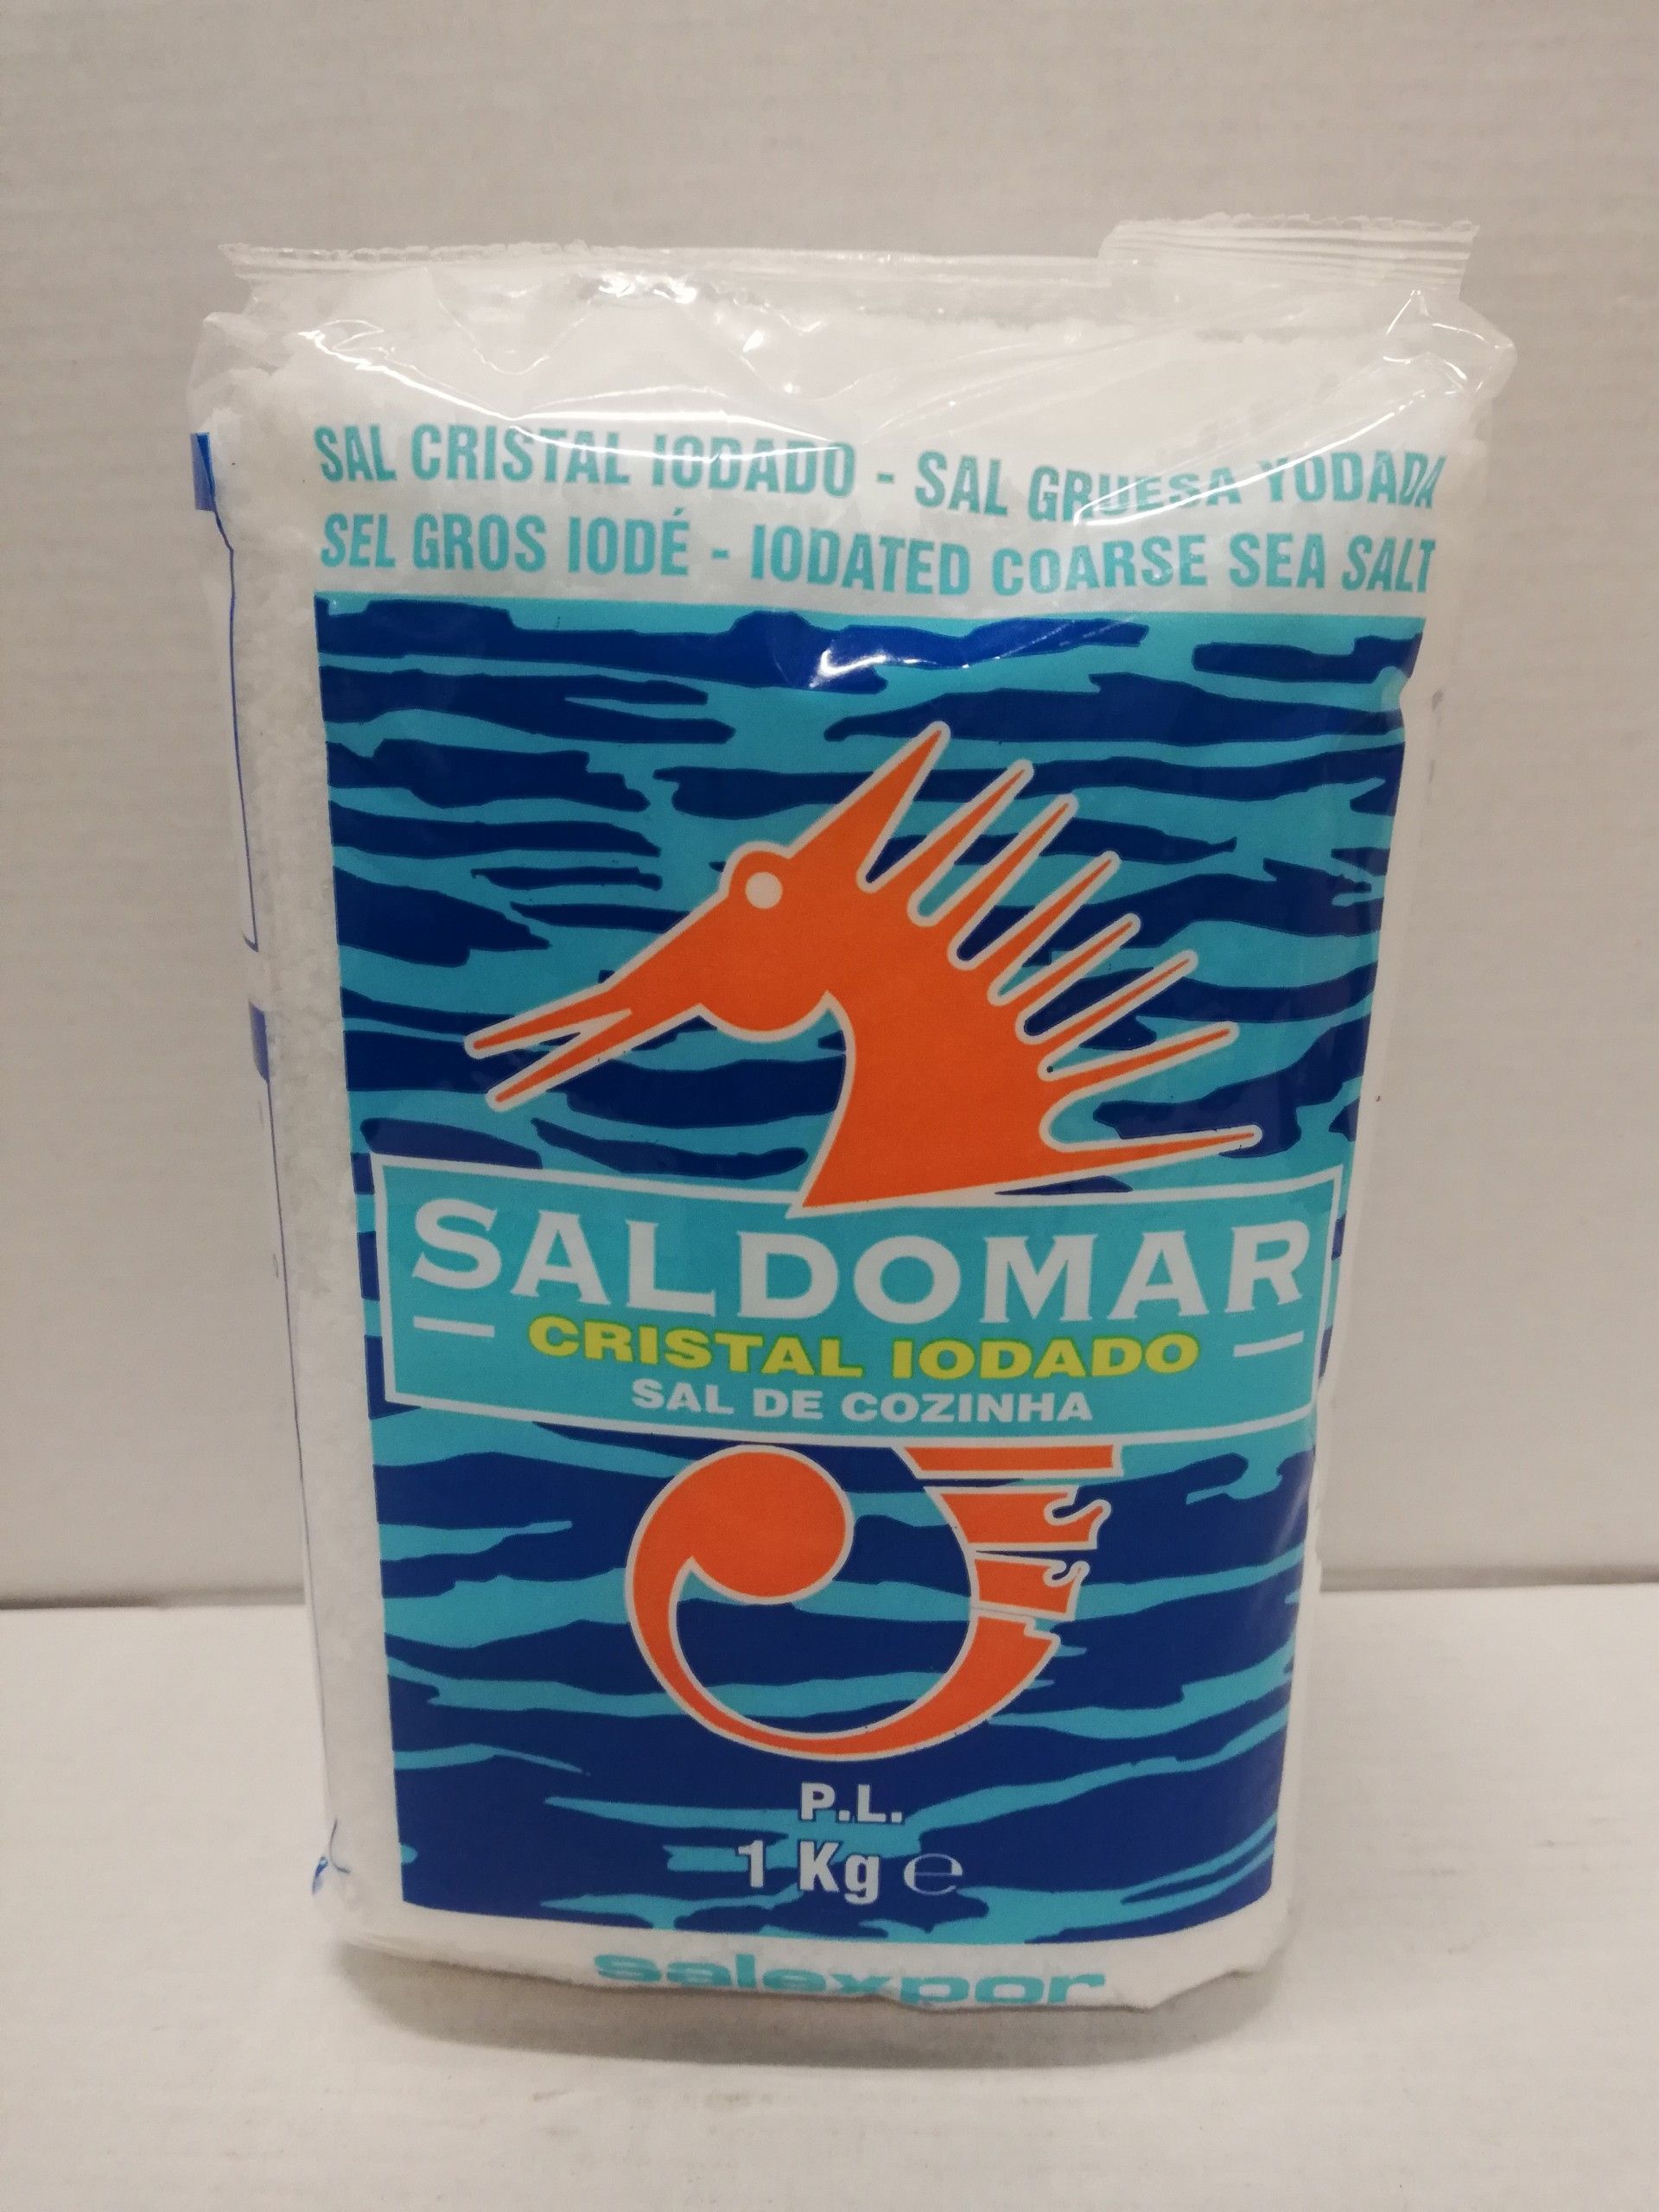 SAL CRISTAL IODADO - SAL GRUESA YODADA
SEL GROS IODÉ - IODATED COARSE SEA SALT
SALDOMAR
CRISTAL IODADO
SAL DE COZINHA
P.L.
1 Kg e
salexpor